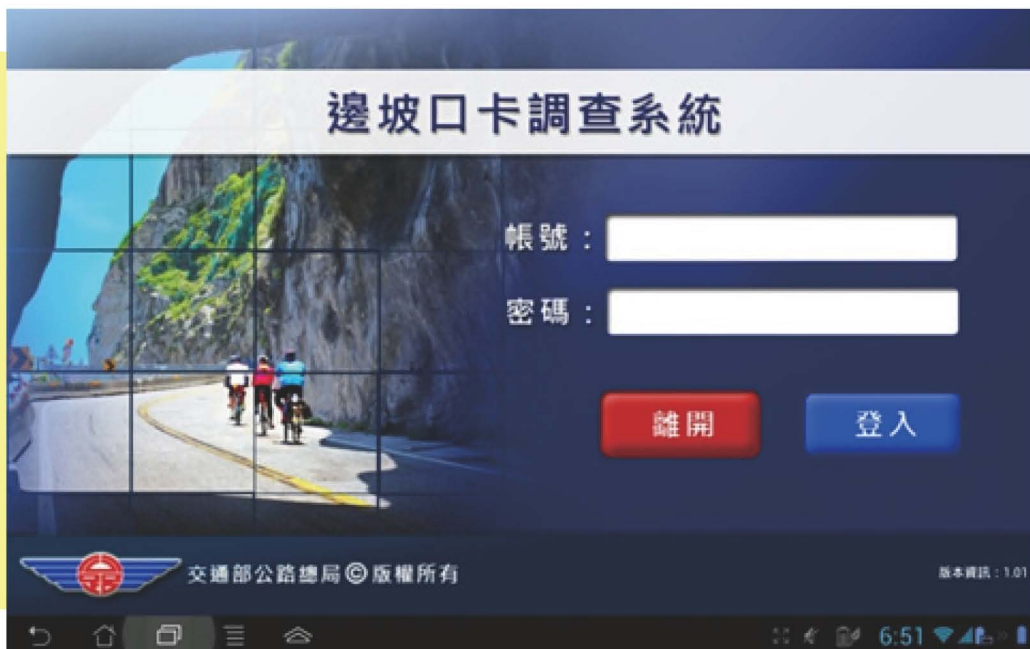 邊坡口卡調查系統
帳號：
密碼：
離開
登入
交通部公路總局©版權所有
版本資訊：1.01
6:51